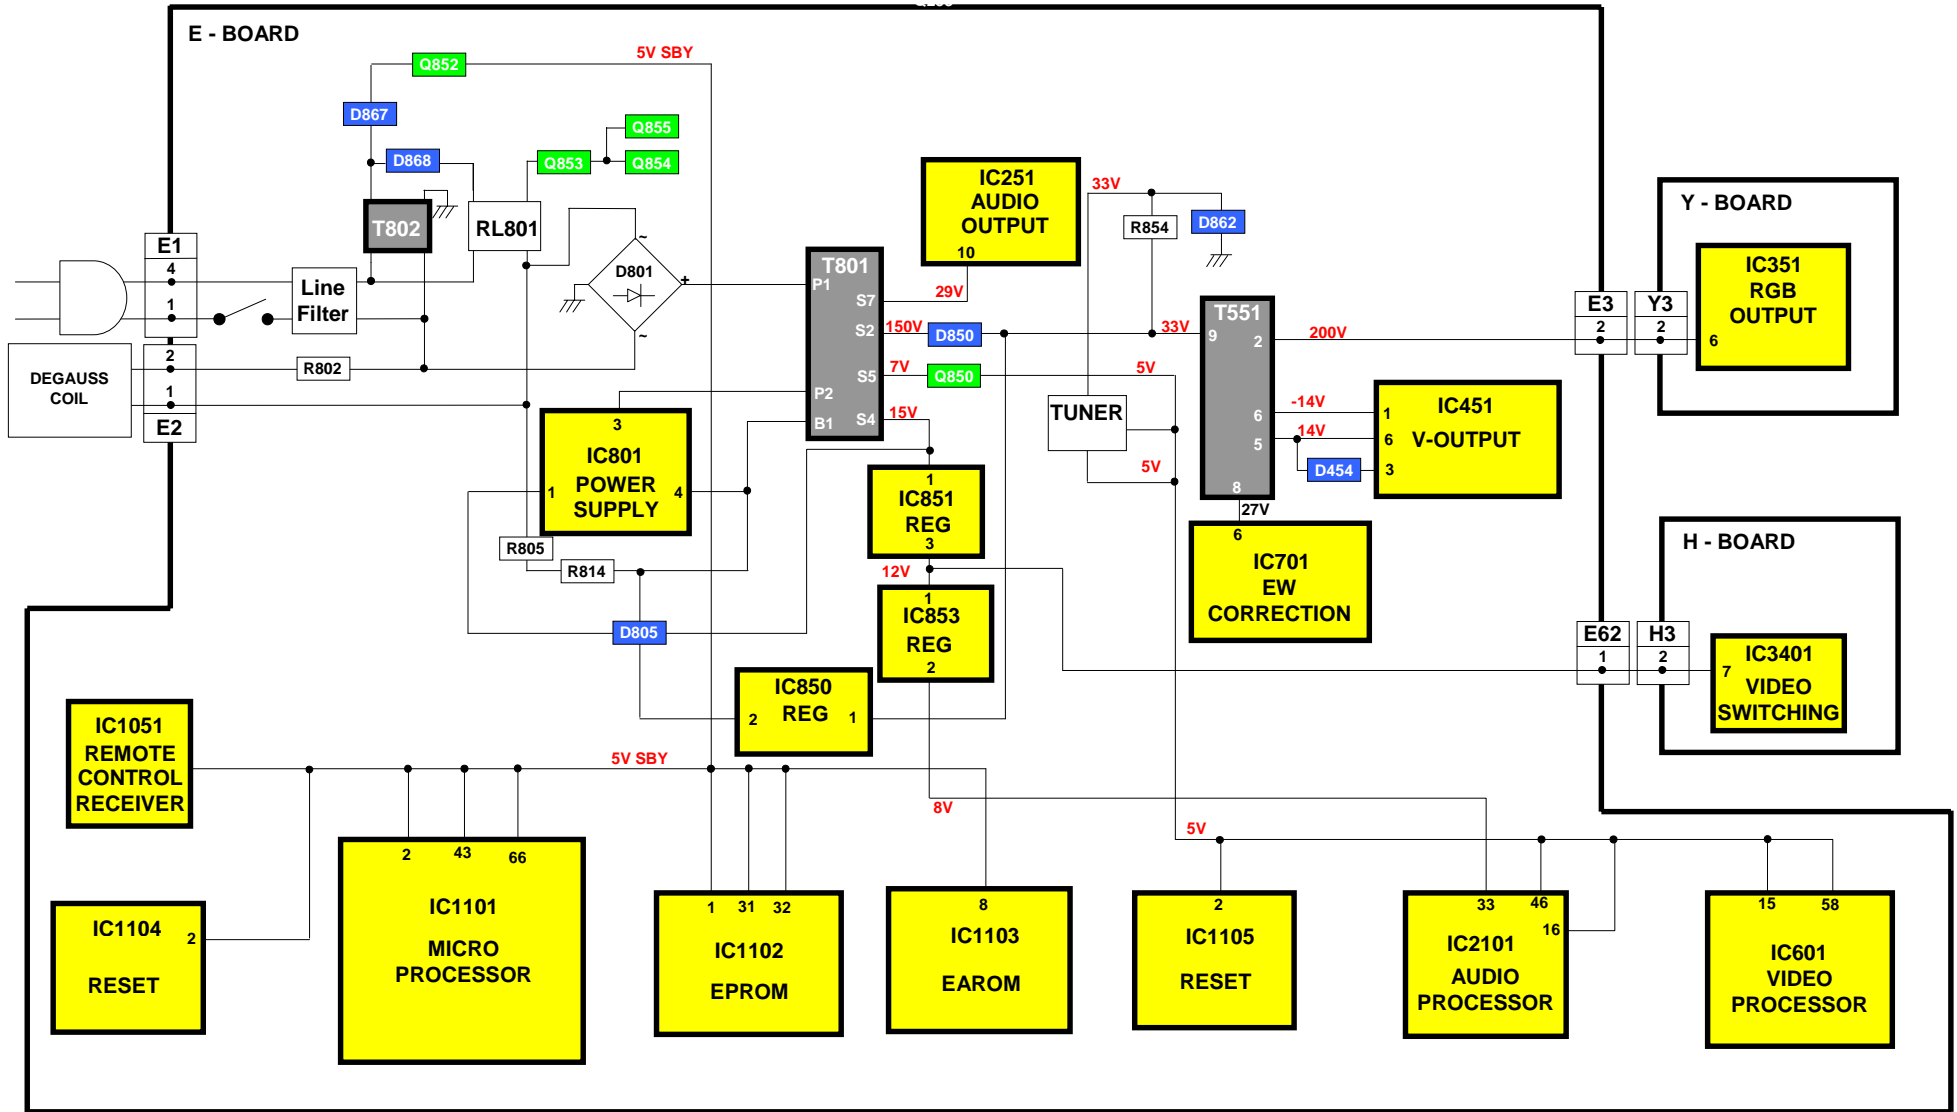 E - BOARD
5V SBY
Q852
D867
Q855
D868
Q853
Q854
T802
RL801
E1
4
1
Line
Filter
D801
~
+
~
2
1
E2
DEGAUSS
COIL
R802
T801
P1
S7
S2
S5
P2
B1
S4
29V
150V
7V
15V
D850
Q850
IC251
AUDIO
OUTPUT
10
33V
R854
D862
33V
5V
TUNER
5V
T551
9
2
6
5
8
200V
-14V
14V
D454
27V
1
6
3
IC451
V-OUTPUT
6
IC701
EW
CORRECTION
E3
2
Y3
2
Y - BOARD
IC351
RGB
OUTPUT
6
H - BOARD
E62
1
H3
2
IC3401
7
VIDEO
SWITCHING
3
IC801
1
POWER
4
SUPPLY
R805
R814
D805
1
IC851
REG
3
12V
1
IC853
REG
2
IC850
REG
2
1
5V SBY
8V
5V
IC1051
REMOTE
CONTROL
RECEIVER
IC1104
2
RESET
2
43
66
IC1101
MICRO
PROCESSOR
1
31
32
IC1102
EPROM
8
IC1103
EAROM
2
IC1105
RESET
33
46
16
IC2101
AUDIO
PROCESSOR
15
58
IC601
VIDEO
PROCESSOR